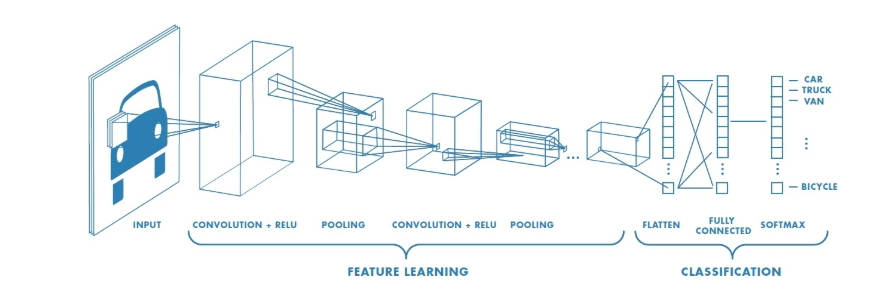 CAR
TRUCK
VAN
BICYCLE
INPUT
CONVOLUTION + RELU
POOLING
CONVOLUTION + RELU
POOLING
FLATTEN
FULLY
CONNECTED
SOFTMAX
FEATURE LEARNING
CLASSIFICATION